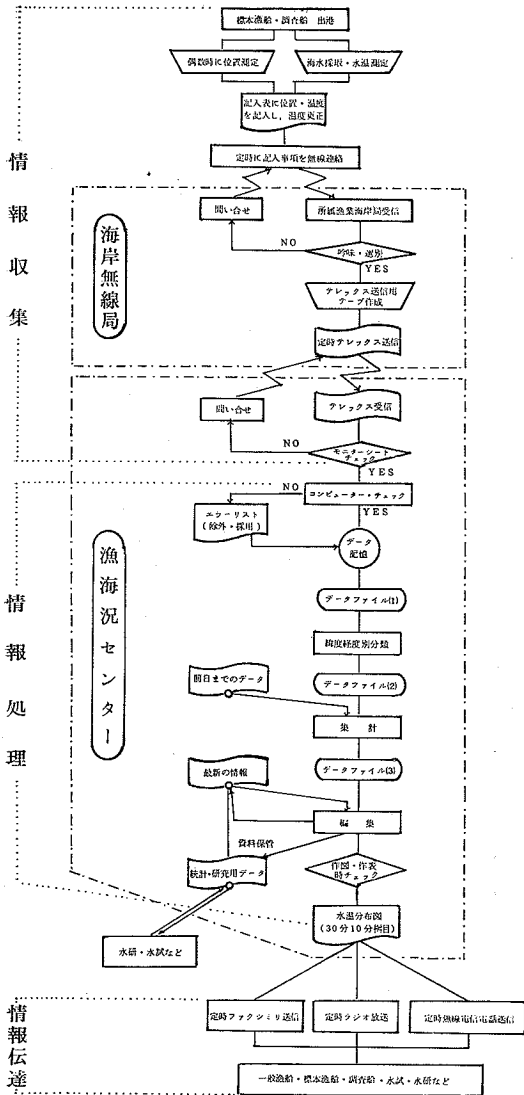 標本漁船・調査船 出港
偶数時に位置測定
海水採取・水温測定
記入表に位置・温度
を記入し,温度更正
定時に記入事項を無線連絡
情報収集
海岸無線局
問い合せ
所属漁業海岸局受信
NO
吟味・選別
YES
テレックス送信用
テープ作成
定時テレックス送信
問い合せ
テレックス受信
NO
モニターシート
チェック
YES
情報処理
漁海況センター
NO
コンピューター・チェック
YES
エラーリスト
(除外・採用)
データ
記憶
データファイル(1)
緯度経度別分類
前日までのデータ
データファイル(2)
集計
データファイル(3)
最新の情報
編集
資料保管
統計・研究用データ
作図・作表
時チェック
水温分布図
(30分10分桝目)
水研・水試など
情報伝達
定時ファクシミリ送信
定時ラジオ放送
定時無線電信電話送信
一般漁船・標本漁船・調査船・水試・水研など